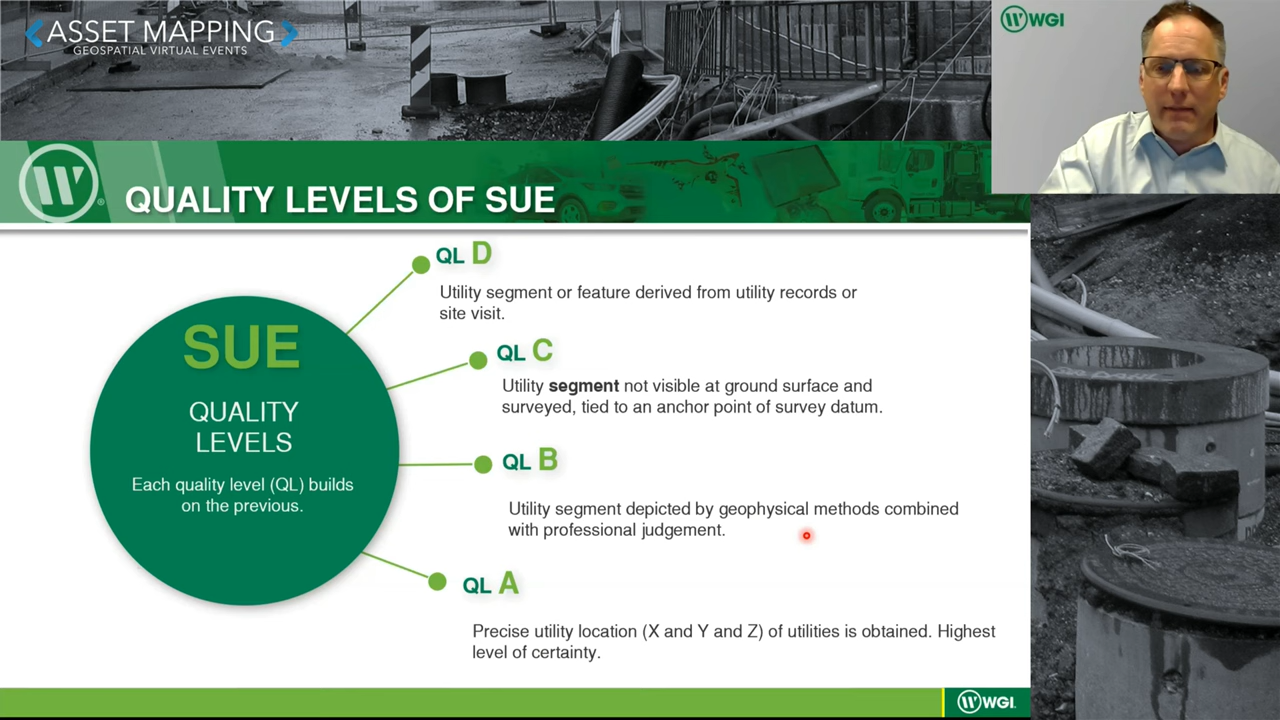 ASSET MAPPING
GEOSPATIAL VIRTUAL EVENTS
WGI
W
®
QUALITY LEVELS OF SUE
SUE
QUALITY
LEVELS
Each quality level (QL) builds
on the previous.
QL D
Utility segment or feature derived from utility records or
site visit.
QL C
Utility segment not visible at ground surface and
surveyed, tied to an anchor point of survey datum.
QL B
Utility segment depicted by geophysical methods combined
with professional judgement.
QL A
Precise utility location (X and Y and Z) of utilities is obtained. Highest
level of certainty.
WGI